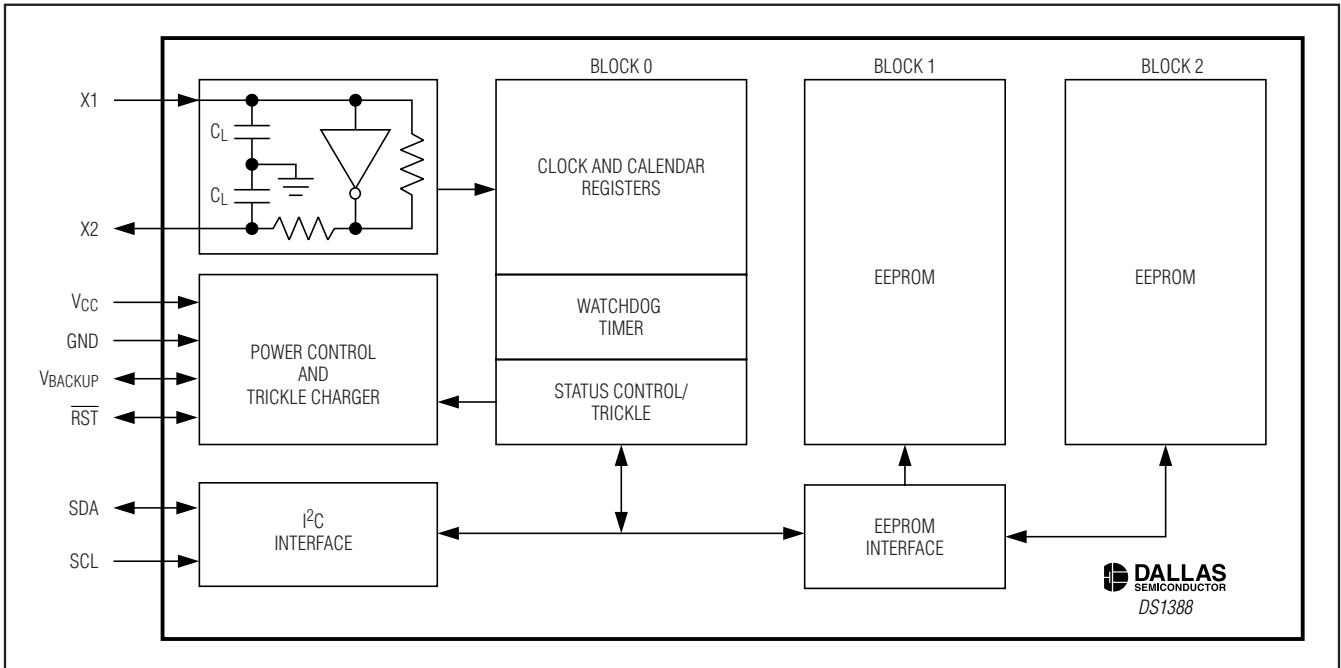 BLOCK 0
BLOCK 1
BLOCK 2
X1
CL
CL
X2
CLOCK AND CALENDAR
REGISTERS
EEPROM
EEPROM
VCC
GND
VBACKUP
RST
POWER CONTROL
AND
TRICKLE CHARGER
WATCHDOG
TIMER
STATUS CONTROL/
TRICKLE
SDA
SCL
I2C
INTERFACE
EEPROM
INTERFACE
DALLAS
SEMICONDUCTOR
DS1388